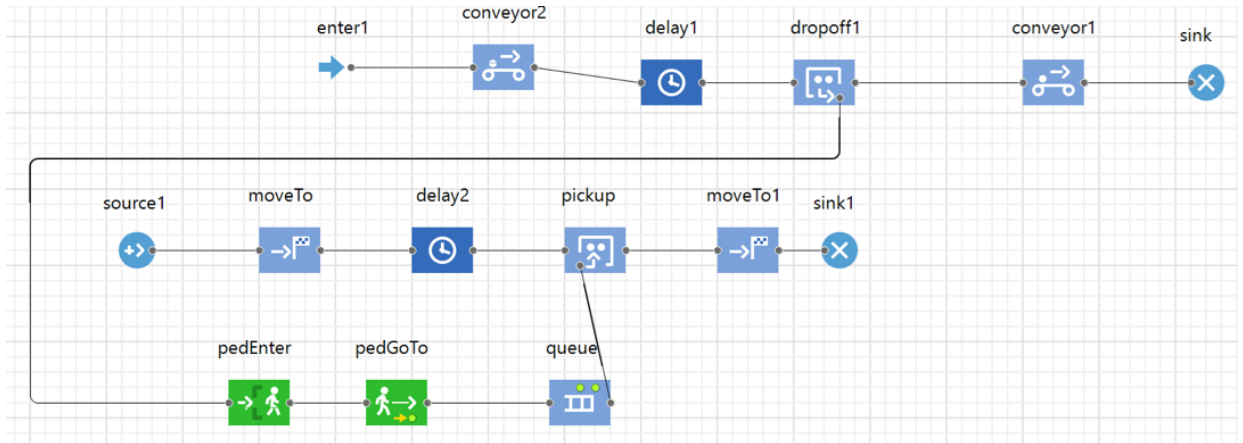 enter1
conveyor2
delay1
dropoff1
conveyor1
sink
source1
moveTo
delay2
pickup
moveTo1
sink1
pedEnter
pedGoTo
queue